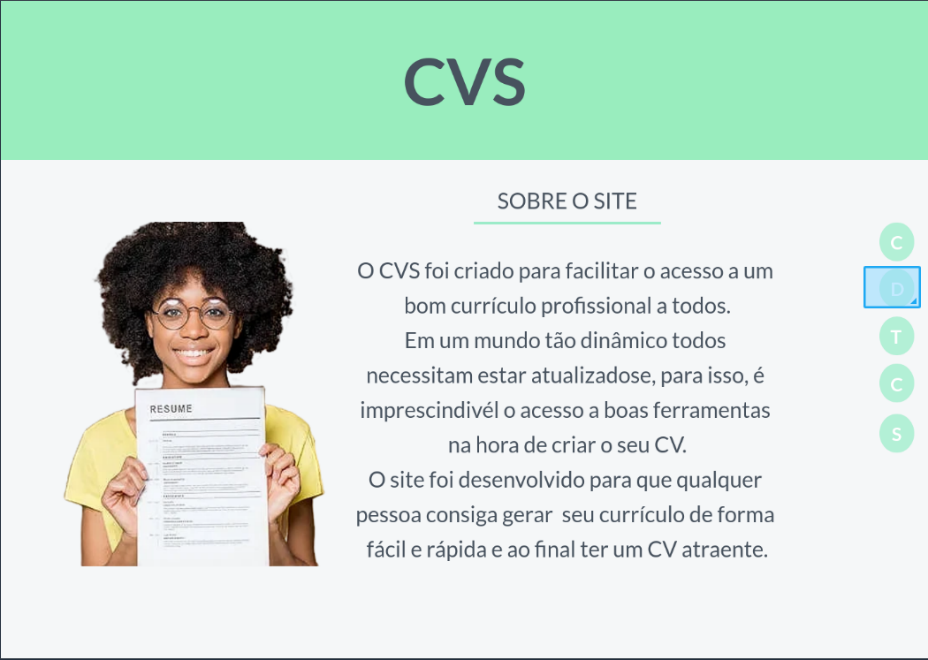 CVS
SOBRE O SITE
O CVS foi criado para facilitar o acesso a um
bom currículo profissional a todos.
Em um mundo tão dinâmico todos
necessitam estar atualizadose, para isso, é
imprescindivél o acesso a boas ferramentas
na hora de criar o seu CV.
O site foi desenvolvido para que qualquer
pessoa consiga gerar  seu currículo de forma
fácil e rápida e ao final ter um CV atraente.
RESUME
C
D
T
C
S